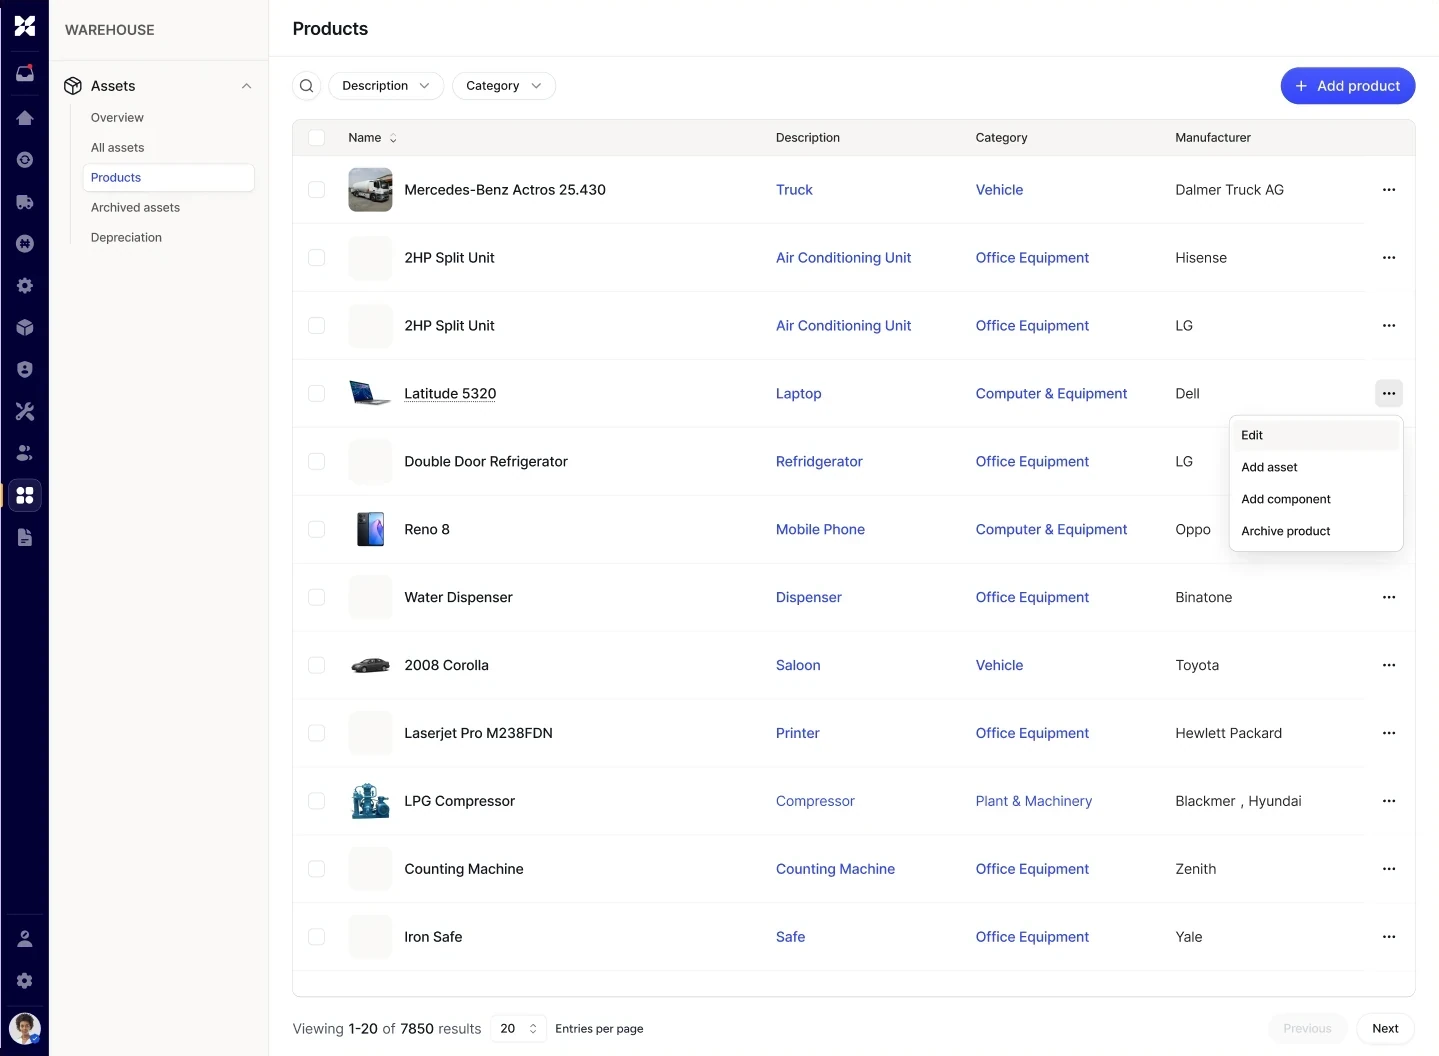 WAREHOUSE
Assets
Overview
All assets
Products
Archived assets
Depreciation
Products
Description
Category
+ Add product
Name Description Category Manufacturer
Mercedes-Benz Actros 25.430 Truck Vehicle Dalmer Truck AG
2HP Split Unit Air Conditioning Unit Office Equipment Hisense
2HP Split Unit Air Conditioning Unit Office Equipment LG
Latitude 5320 Laptop Computer & Equipment Dell
Double Door Refrigerator Refridgerator Office Equipment LG
Reno 8 Mobile Phone Computer & Equipment Oppo
Edit
Add asset
Add component
Archive product
Water Dispenser Dispenser Office Equipment Binatone
2008 Corolla Saloon Vehicle Toyota
Laserjet Pro M238FDN Printer Office Equipment Hewlett Packard
LPG Compressor Compressor Plant & Machinery Blackmer , Hyundai
Counting Machine Counting Machine Office Equipment Zenith
Iron Safe Safe Office Equipment Yale
Viewing 1-20 of 7850 results 20 Entries per page Previous Next